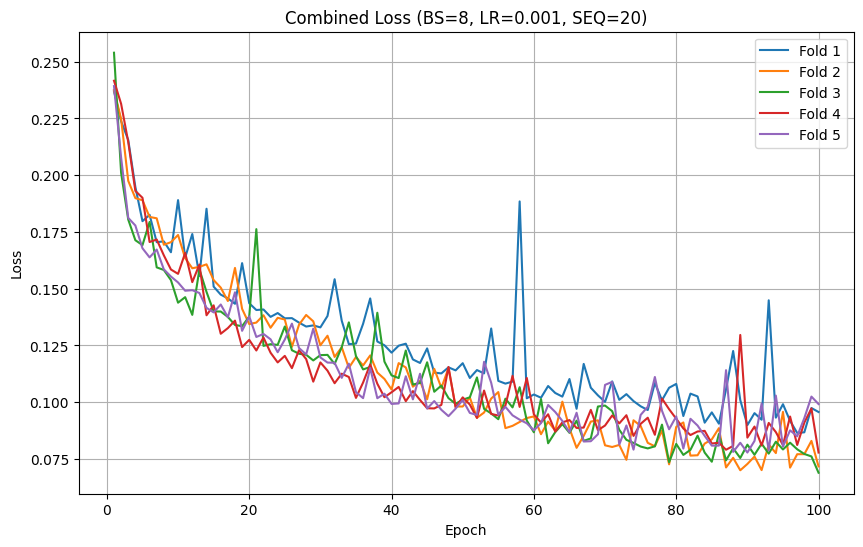 Combined Loss (BS=8, LR=0.001, SEQ=20)
Fold 1
Fold 2
Fold 3
Fold 4
Fold 5
0.250
0.225
0.200
0.175
0.150
0.125
0.100
0.075
Loss
0 20 40 60 80 100
Epoch